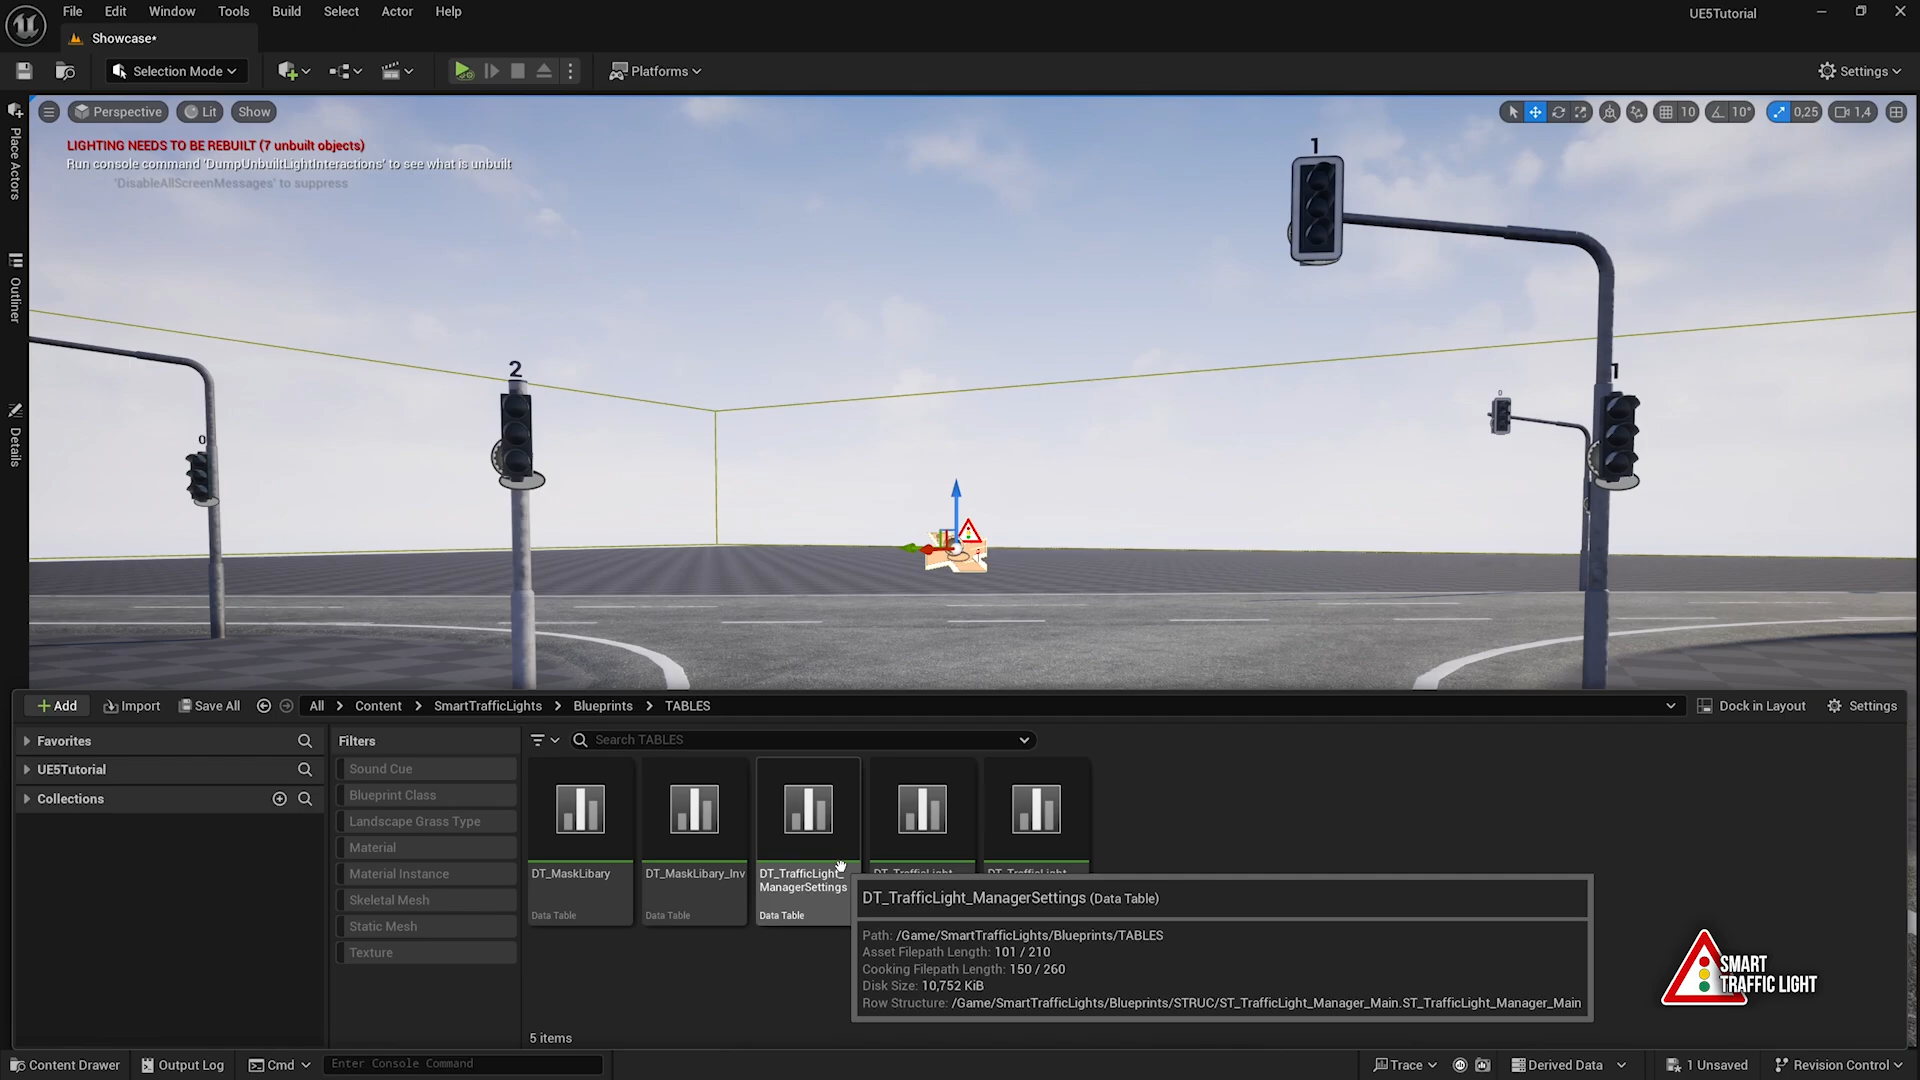 File Edit Window Tools Build Select Actor Help
UE5Tutorial
Showcase*
Selection Mode
Platforms
Settings
Perspective
Lit
Show
10
10°
0,25
1,4
Place Actors
Outliner
Details
LIGHTING NEEDS TO BE REBUILT (7 unbuilt objects)
Run console command 'DumpUnbuiltLightInteractions' to see what is unbuilt
'DisableAllScreenMessages' to suppress
1
2
1
0
0
Add
Import
Save All
All > Content > SmartTrafficLights > Blueprints > TABLES
Dock in Layout
Settings
Favorites
UE5Tutorial
Collections
Filters
Sound Cue
Blueprint Class
Landscape Grass Type
Material
Material Instance
Skeletal Mesh
Static Mesh
Texture
Search TABLES
DT_MaskLibary
Data Table
DT_MaskLibary_Inv
Data Table
DT_TrafficLight_
ManagerSettings
Data Table
DT_TrafficLight_ManagerSettings (Data Table)
Path: /Game/SmartTrafficLights/Blueprints/TABLES
Asset Filepath Length: 101 / 210
Cooking Filepath Length: 150 / 260
Disk Size: 10,752 KiB
Row Structure: /Game/SmartTrafficLights/Blueprints/STRUC/ST_TrafficLight_Manager_Main.ST_TrafficLight_Manager_Main
5 items
SMART
TRAFFIC LIGHT
Content Drawer
Output Log
Cmd
Enter Console Command
Trace
Derived Data
1 Unsaved
Revision Control